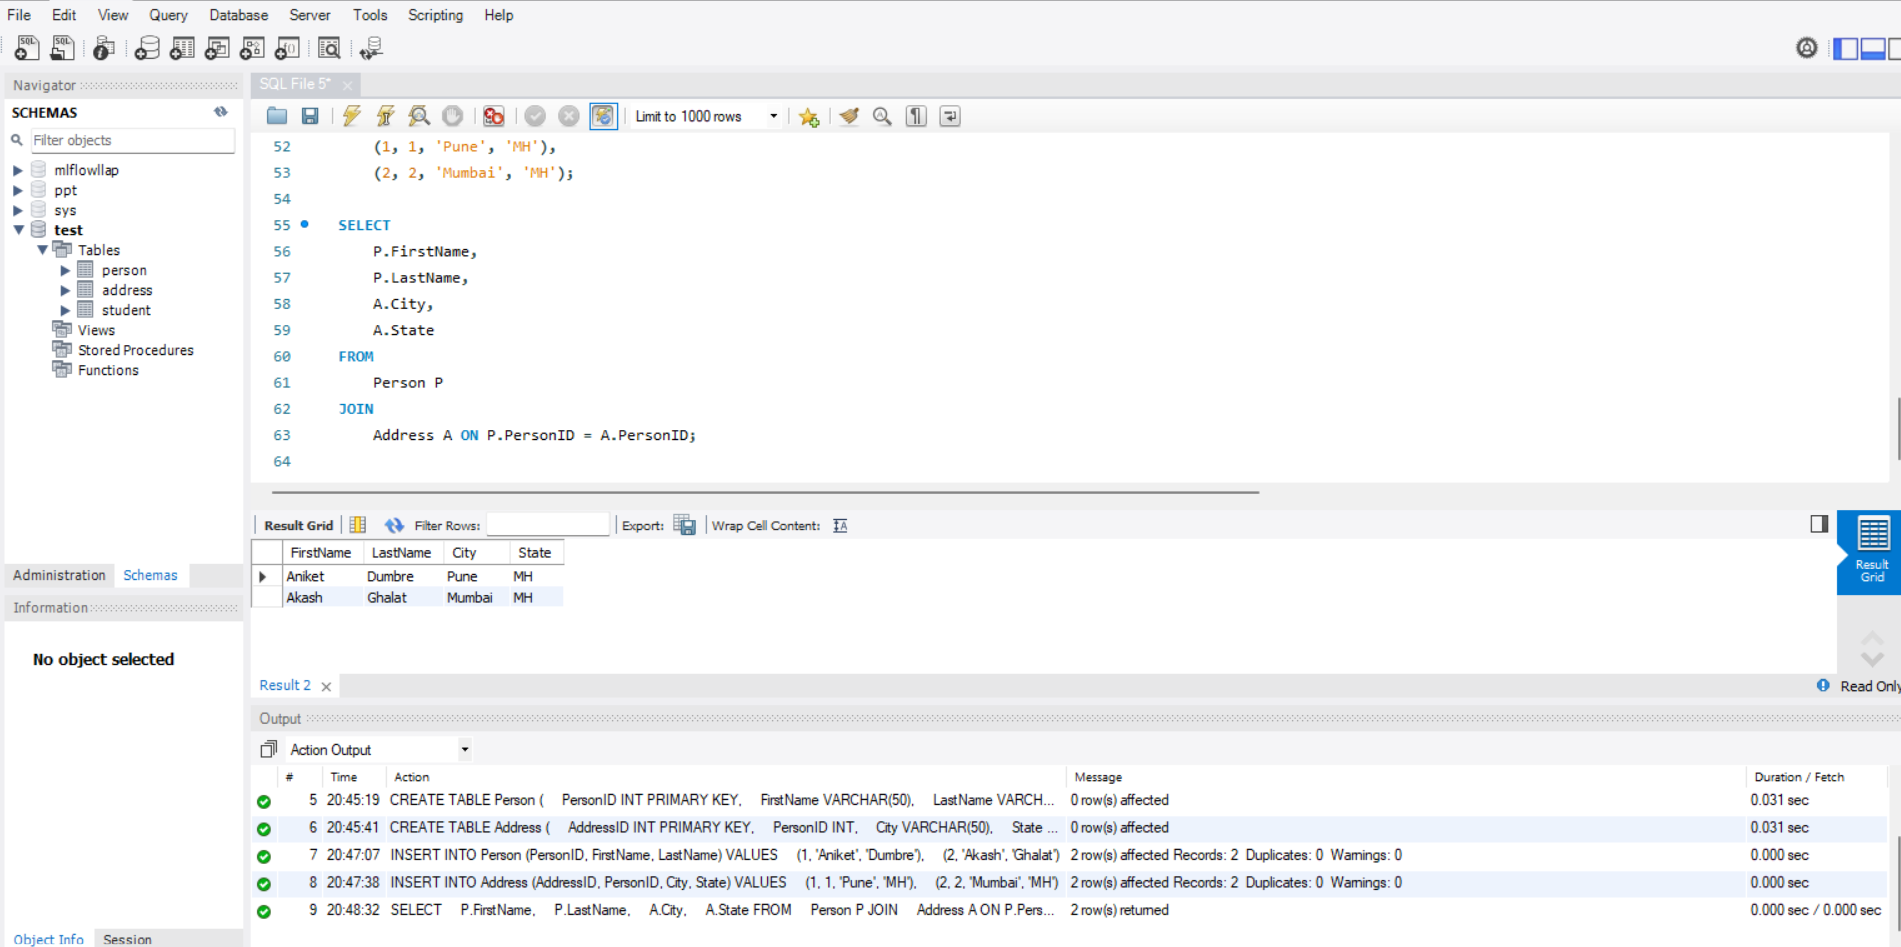 File Edit View Query Database Server Tools Scripting Help
Navigator
SQL File 5* ×
SCHEMAS
Filter objects
Limit to 1000 rows
mlflowllap
ppt
sys
test
Tables
person
address
student
Views
Stored Procedures
Functions
52 (1, 1, 'Pune', 'MH'),
53 (2, 2, 'Mumbai', 'MH');
54
55 SELECT
56 P.FirstName,
57 P.LastName,
58 A.City,
59 A.State
60 FROM
61 Person P
62 JOIN
63 Address A ON P.PersonID = A.PersonID;
64
Administration Schemas
Information
No object selected
Object Info Session
Result Grid Filter Rows: Export: Wrap Cell Content:
FirstName LastName City State
Aniket Dumbre Pune MH
Akash Ghalat Mumbai MH
Result Grid
Result 2 ×
Read Only
Output
Action Output
# Time Action Message Duration / Fetch
5 20:45:19 CREATE TABLE Person ( PersonID INT PRIMARY KEY, FirstName VARCHAR(50), LastName VARCH... 0 row(s) affected 0.031 sec
6 20:45:41 CREATE TABLE Address ( AddressID INT PRIMARY KEY, PersonID INT, City VARCHAR(50), State ... 0 row(s) affected 0.031 sec
7 20:47:07 INSERT INTO Person (PersonID, FirstName, LastName) VALUES (1, 'Aniket', 'Dumbre'), (2, 'Akash', 'Ghalat') 2 row(s) affected Records: 2 Duplicates: 0 Warnings: 0 0.000 sec
8 20:47:38 INSERT INTO Address (AddressID, PersonID, City, State) VALUES (1, 1, 'Pune', 'MH'), (2, 2, 'Mumbai', 'MH') 2 row(s) affected Records: 2 Duplicates: 0 Warnings: 0 0.000 sec
9 20:48:32 SELECT P.FirstName, P.LastName, A.City, A.State FROM Person P JOIN Address A ON P.Pers... 2 row(s) returned 0.000 sec / 0.000 sec